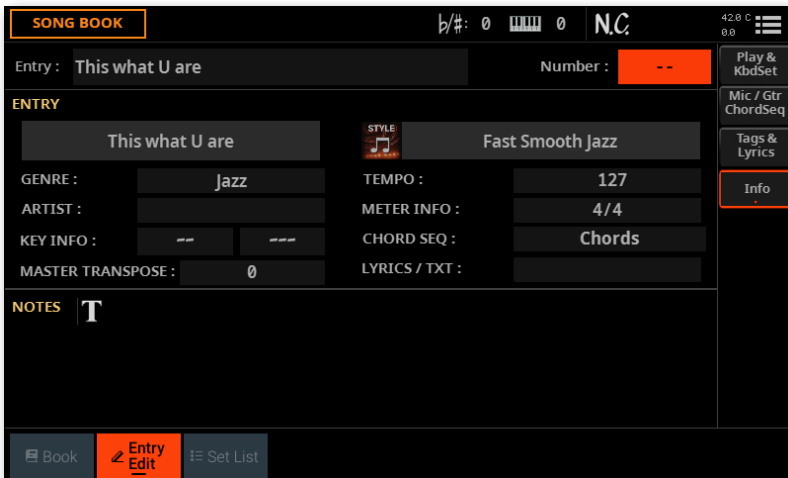 SONG BOOK
♭/#: 0 0 N.C.
42.0 C
0.0
Entry : This what U are Number : --
Play & KbdSet
ENTRY
Mic / Gtr ChordSeq
This what U are STYLE Fast Smooth Jazz
Tags & Lyrics
GENRE : Jazz TEMPO : 127
Info
ARTIST : METER INFO : 4/4
KEY INFO : -- --- CHORD SEQ : Chords
MASTER TRANSPOSE : 0 LYRICS / TXT :
NOTES T
Book Entry Edit Set List